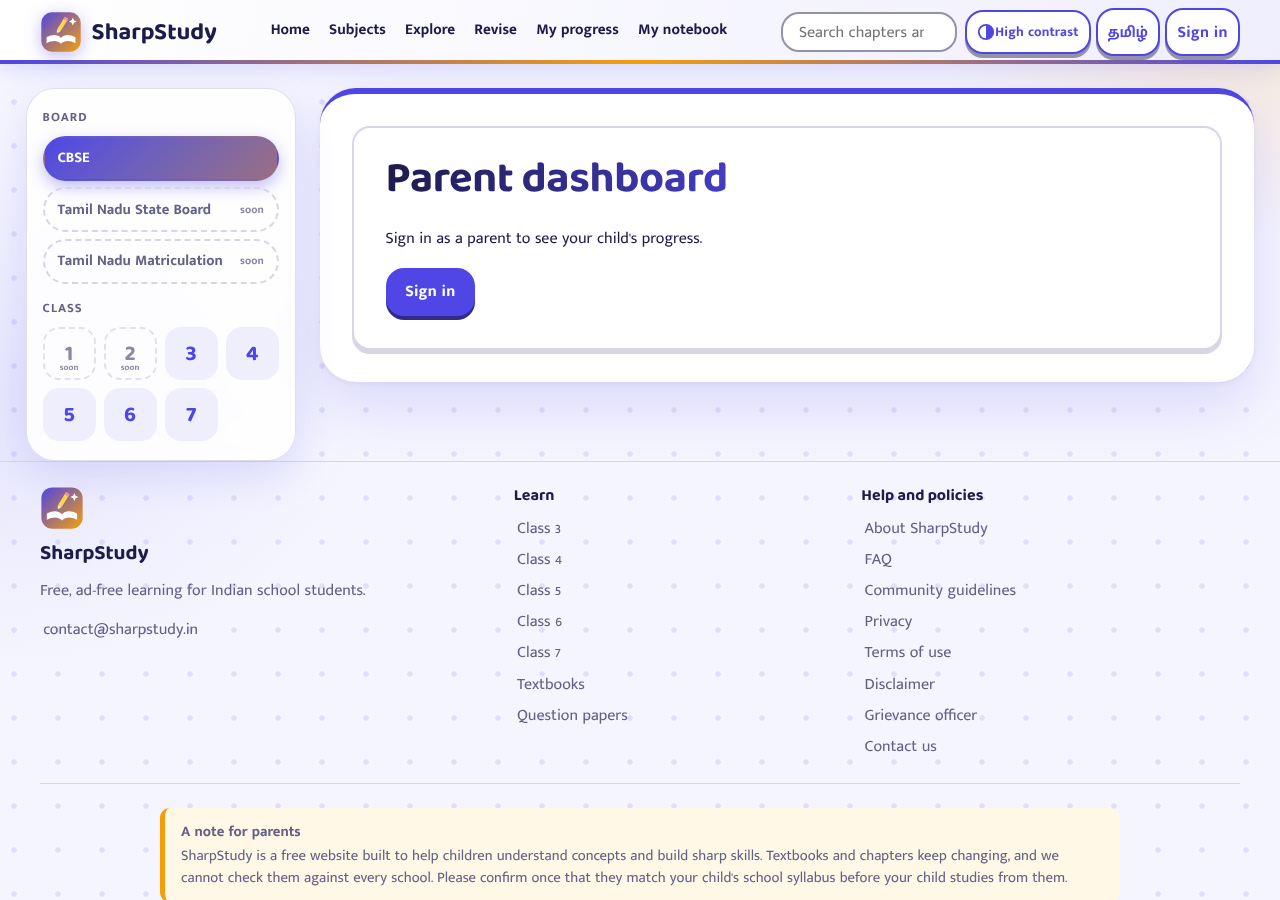 SharpStudy
Home Subjects Explore Revise My progress My notebook
Search chapters ar
High contrast
தமிழ்
Sign in
BOARD
CBSE
Tamil Nadu State Board soon
Tamil Nadu Matriculation soon
CLASS
1 soon
2 soon
3
4
5
6
7
Parent dashboard
Sign in as a parent to see your child's progress.
Sign in
SharpStudy
Free, ad-free learning for Indian school students.
contact@sharpstudy.in
Learn
Class 3
Class 4
Class 5
Class 6
Class 7
Textbooks
Question papers
Help and policies
About SharpStudy
FAQ
Community guidelines
Privacy
Terms of use
Disclaimer
Grievance officer
Contact us
A note for parents
SharpStudy is a free website built to help children understand concepts and build sharp skills. Textbooks and chapters keep changing, and we
cannot check them against every school. Please confirm once that they match your child's school syllabus before your child studies from them.